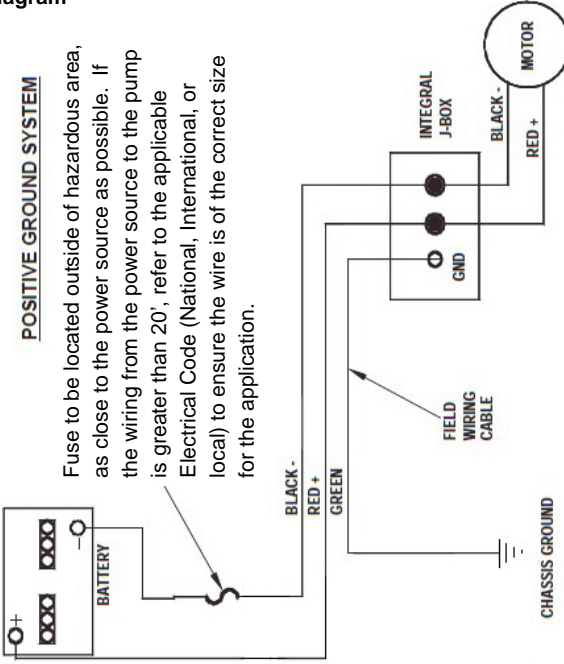 agram
POSITIVE GROUND SYSTEM
Fuse to be located outside of hazardous area,
as close to the power source as possible.  If
the wiring from the power source to the pump
is greater than 20’, refer to the applicable
Electrical Code (National, International, or
local) to ensure the wire is of the correct size
for the application.
+
-
BATTERY
BLACK -
RED +
GREEN
INTEGRAL
J-BOX
GND
BLACK -
RED +
MOTOR
FIELD
WIRING
CABLE
CHASSIS GROUND